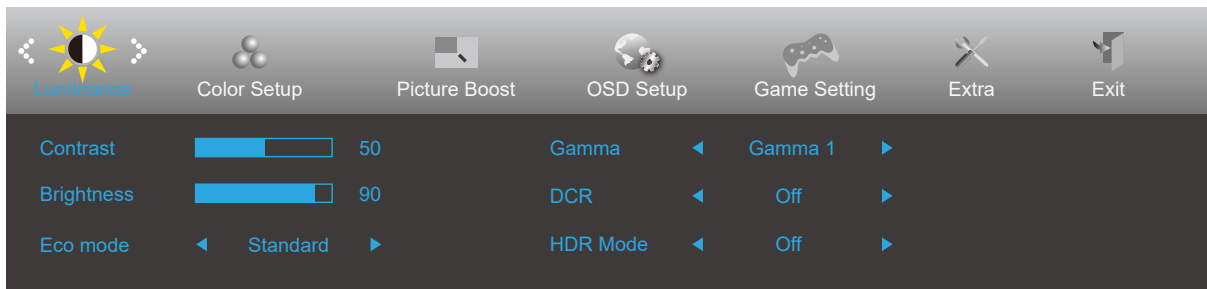 Luminance Color Setup Picture Boost OSD Setup Game Setting Extra Exit
Contrast 50 Gamma Gamma 1
Brightness 90 DCR Off
Eco mode Standard HDR Mode Off